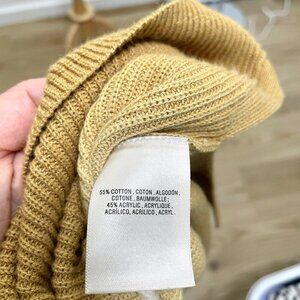 55% COTTON , COTON , ALGODÓN ,
COTONE , BAUMWOLLE ;
45% ACRYLIC , ACRYLIQUE ,
ACRÍLICO , ACRILICO , ACRYL .